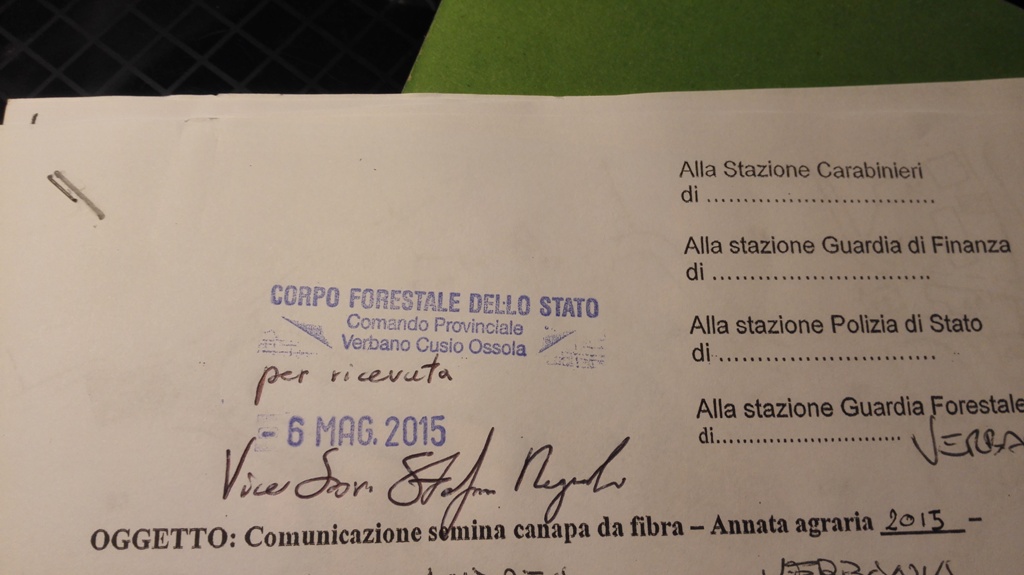 Alla Stazione Carabinieri
di ....................................
Alla stazione Guardia di Finanza
di ..................................
Alla stazione Polizia di Stato
di ..................................
Alla stazione Guardia Forestale
di.............................. VERBA
CORPO FORESTALE DELLO STATO
Comando Provinciale
Verbano Cusio Ossola
per ricevuta
- 6 MAG. 2015
Vice
OGGETTO: Comunicazione semina canapa da fibra – Annata agraria 2015 –